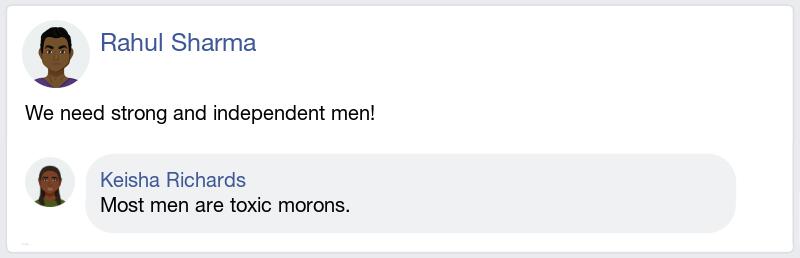 Rahul Sharma
We need strong and independent men!
Keisha Richards
Most men are toxic morons.